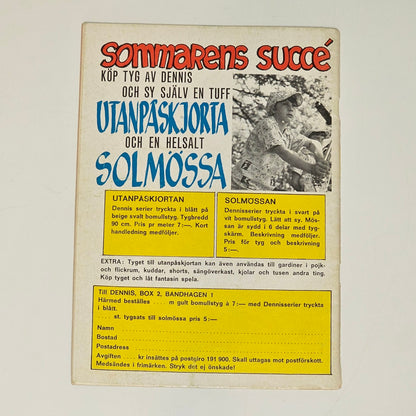 SOMMARENS SUCCÉ
KÖP TYG AV DENNIS
OCH SY SJÄLV EN TUFF
UTANPÅSKJORTA
OCH EN HELSALT
SOLMÖSSA
UTANPÅSKJORTAN
Dennis serier tryckta i blått på
beige svalt bomullstyg. Tygbredd
90 cm. Pris pr meter 7:—. Kort
handledning medföljer.
SOLMÖSSAN
Dennisserier tryckta i svart på
vit bomull. Lätt att sy. Mös-
san är sydd i 6 delar med tyg-
skärm. Beskrivning medföljer.
Pris för tyg och beskrivning
5:—.
EXTRA: Tyget till utanpåskjortan kan även användas till gardiner i pojk-
och flickrum, kuddar, shorts, sängöverkast, kjolar och tusen andra ting.
Köp tyget och låt fantasin spela.
Till DENNIS, BOX 2, BANDHAGEN 1
Härmed beställes ...... m gult bomullstyg à 7:— med Dennisserier tryckta
i blått.
...... st. tygsats till solmössa pris 5:—
Namn
Bostad
Postadress
Avgiften ...... kr insättes på postgiro 191 900. Skall uttagas mot postförskott.
Medsändes i frimärken. Stryk det ej önskade!